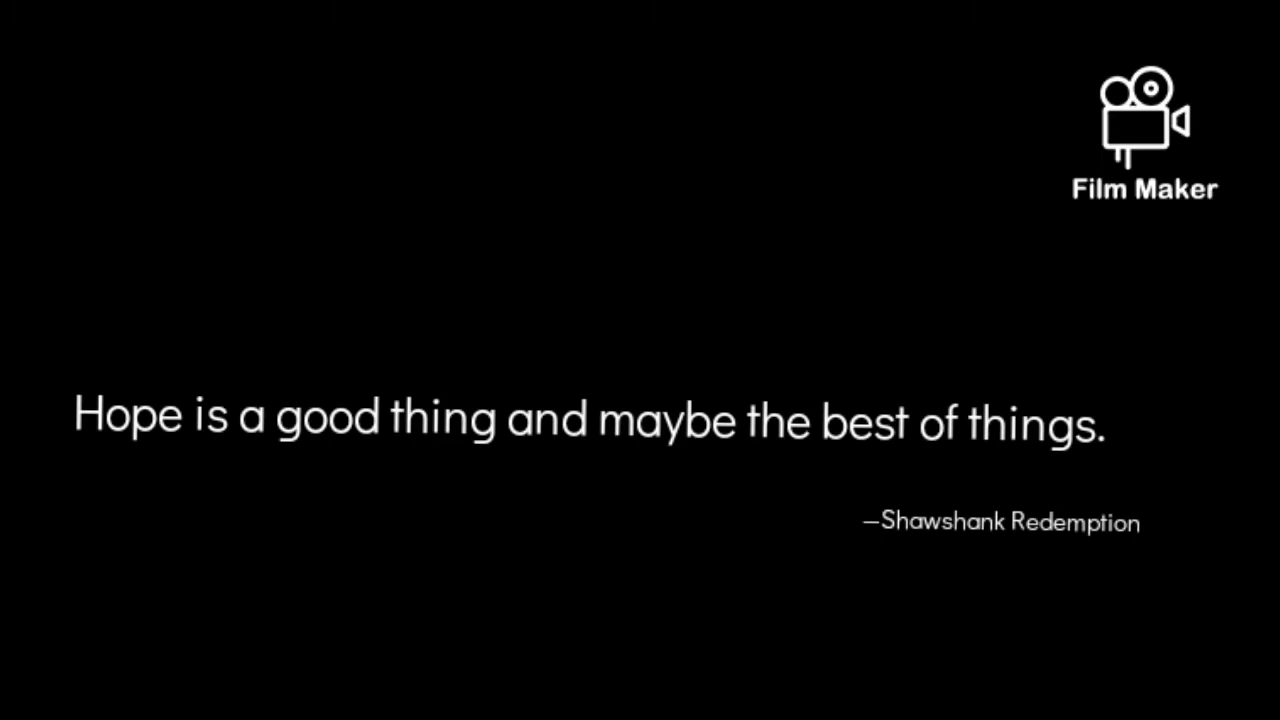 Film Maker
Hope is a good thing and maybe the best of things.
—Shawshank Redemption